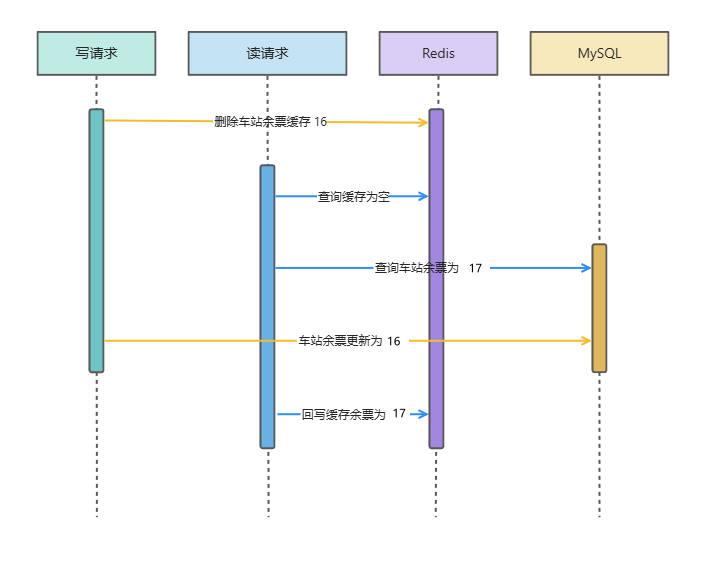 写请求
读请求
Redis
MySQL
删除车站余票缓存 16
查询缓存为空
查询车站余票为 17
车站余票更新为 16
回写缓存余票为 17